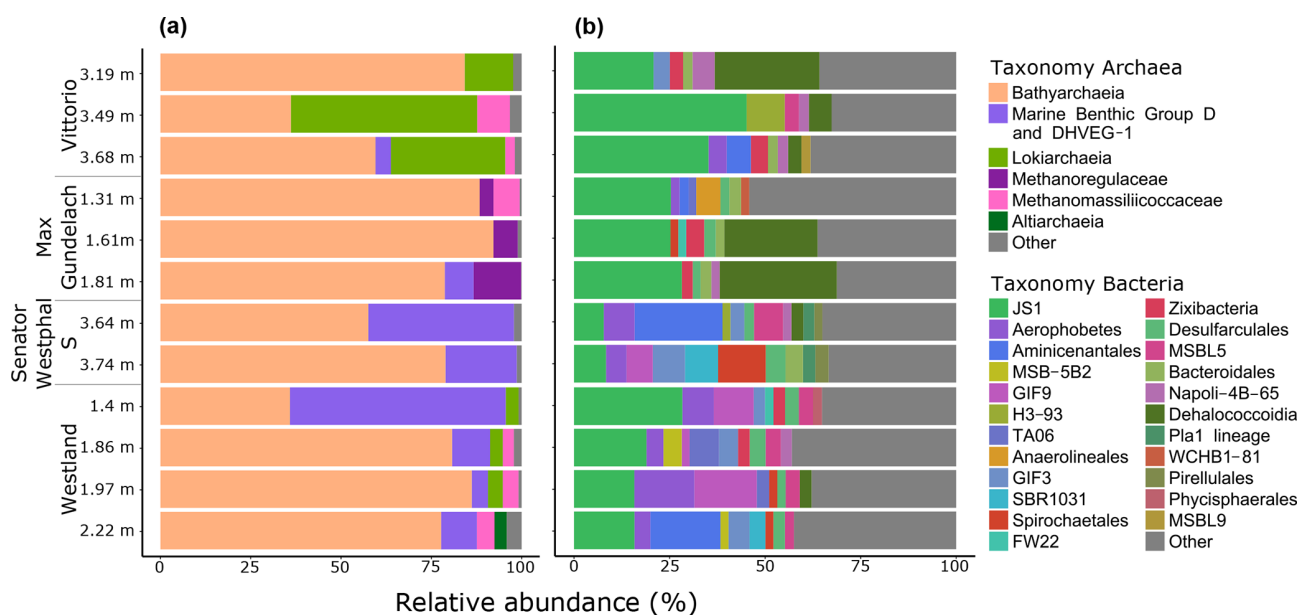 (a)
(b)
Vittorio
3.19 m
3.49 m
3.68 m
Max
Gundelach
1.31 m
1.61m
1.81 m
Senator
Westphal
S
3.64 m
3.74 m
Westland
1.4 m
1.86 m
1.97 m
2.22 m
0 25 50 75 100
0 25 50 75 100
Relative abundance (%)
Taxonomy Archaea
Bathyarchaeia
Marine Benthic Group D
and DHVEG-1
Lokiarchaeia
Methanoregulaceae
Methanomassiliicoccaceae
Altiarchaeia
Other
Taxonomy Bacteria
JS1
Aerophobetes
Aminicenantales
MSB-5B2
GIF9
H3-93
TA06
Anaerolineales
GIF3
SBR1031
Spirochaetales
FW22
Zixibacteria
Desulfarculales
MSBL5
Bacteroidales
Napoli-4B-65
Dehalococcoidia
Pla1 lineage
WCHB1-81
Pirellulales
Phycisphaerales
MSBL9
Other